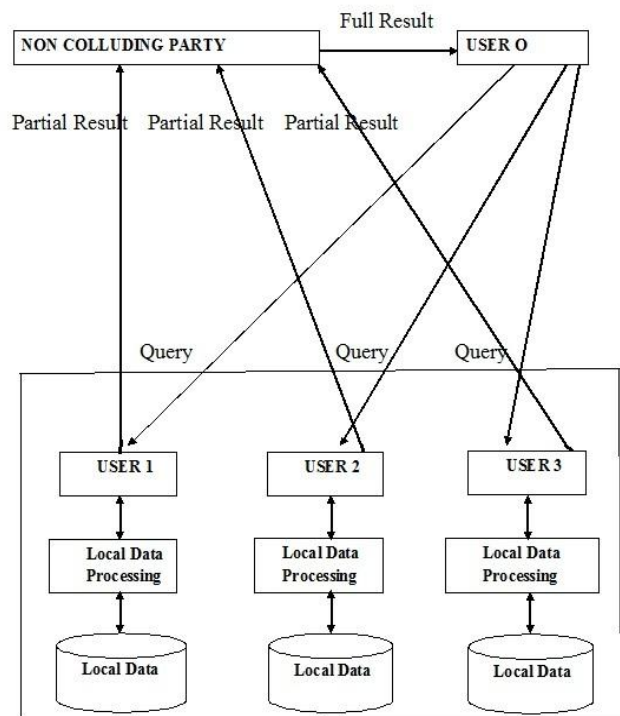 Full Result
NON COLLUDING PARTY
USER O
Partial Result
Partial Result
Partial Result
Query
Query
Query
USER 1
USER 2
USER 3
Local Data
Processing
Local Data
Processing
Local Data
Processing
Local Data
Local Data
Local Data